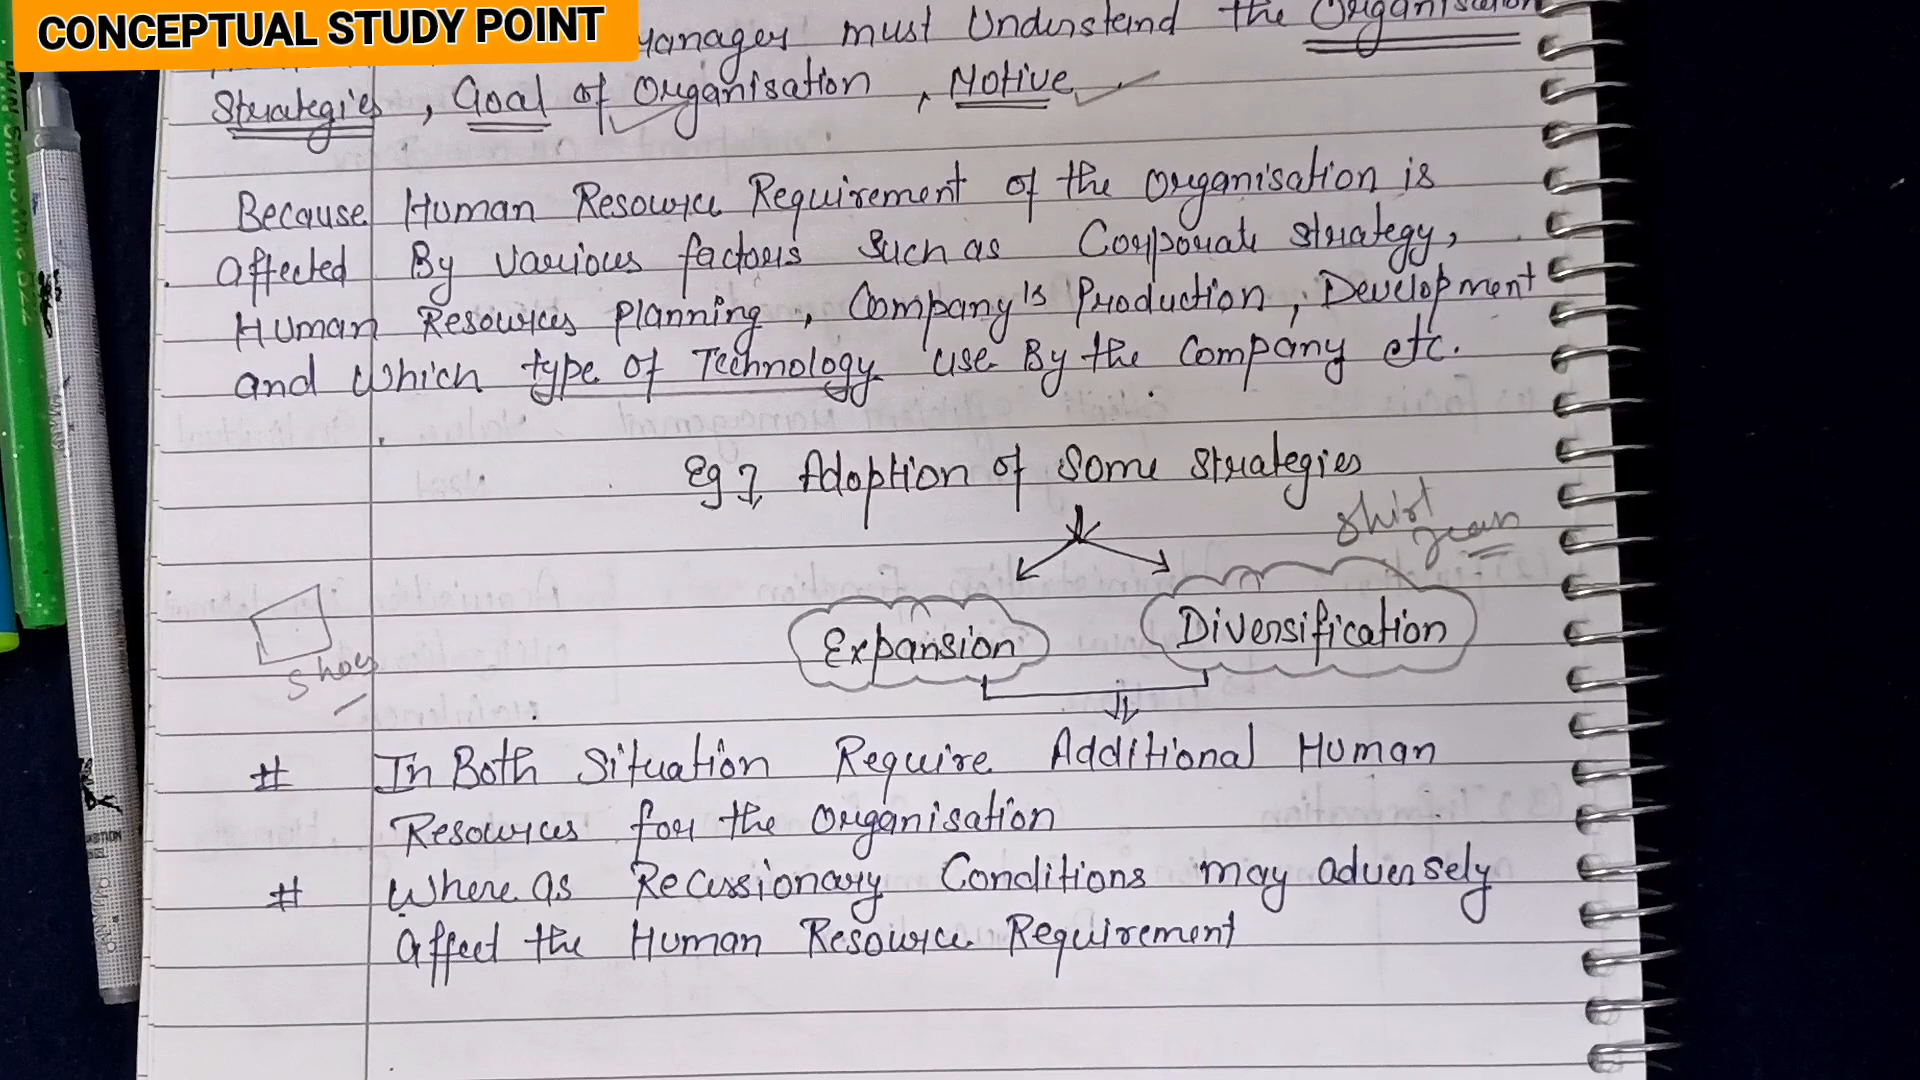 CONCEPTUAL STUDY POINT
Manager must Understand the Organisation
Strategies, Goal of Organisation, Motive
Because Human Resource Requirement of the Organisation is
affected By various factors such as Corporate strategy,
Human Resources planning, Company's Production, Development
and Which type of Technology use By the Company etc.
Eg Adoption of Some Strategies
Shirt
Jean
Expansion Diversification
Shoes
# In Both Situation Require Additional Human
Resources for the Organisation
# Where as Recessionary Conditions may adversely
affect the Human Resource Requirement